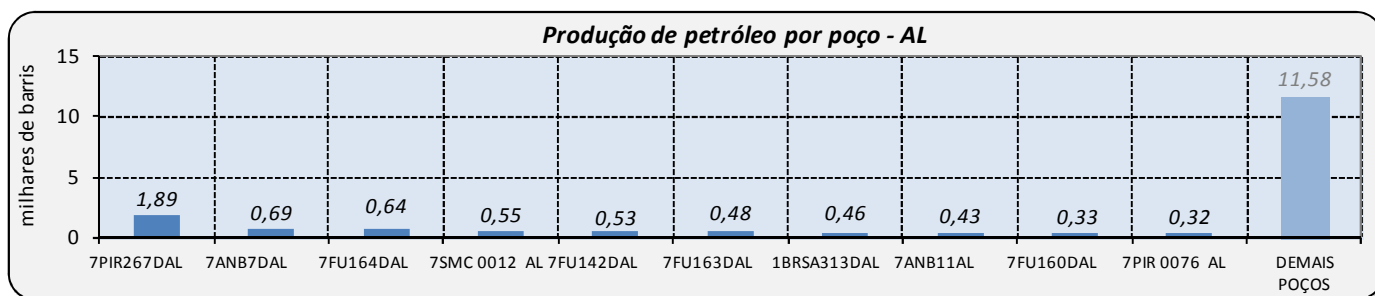 Produção de petróleo por poço - AL
milhares de barris
15
10
5
0
1,89
0,69
0,64
0,55
0,53
0,48
0,46
0,43
0,33
0,32
11,58
7PIR267DAL
7ANB7DAL
7FU164DAL
7SMC 0012 AL
7FU142DAL
7FU163DAL
1BRSA313DAL
7ANB11AL
7FU160DAL
7PIR 0076 AL
DEMAIS
POÇOS